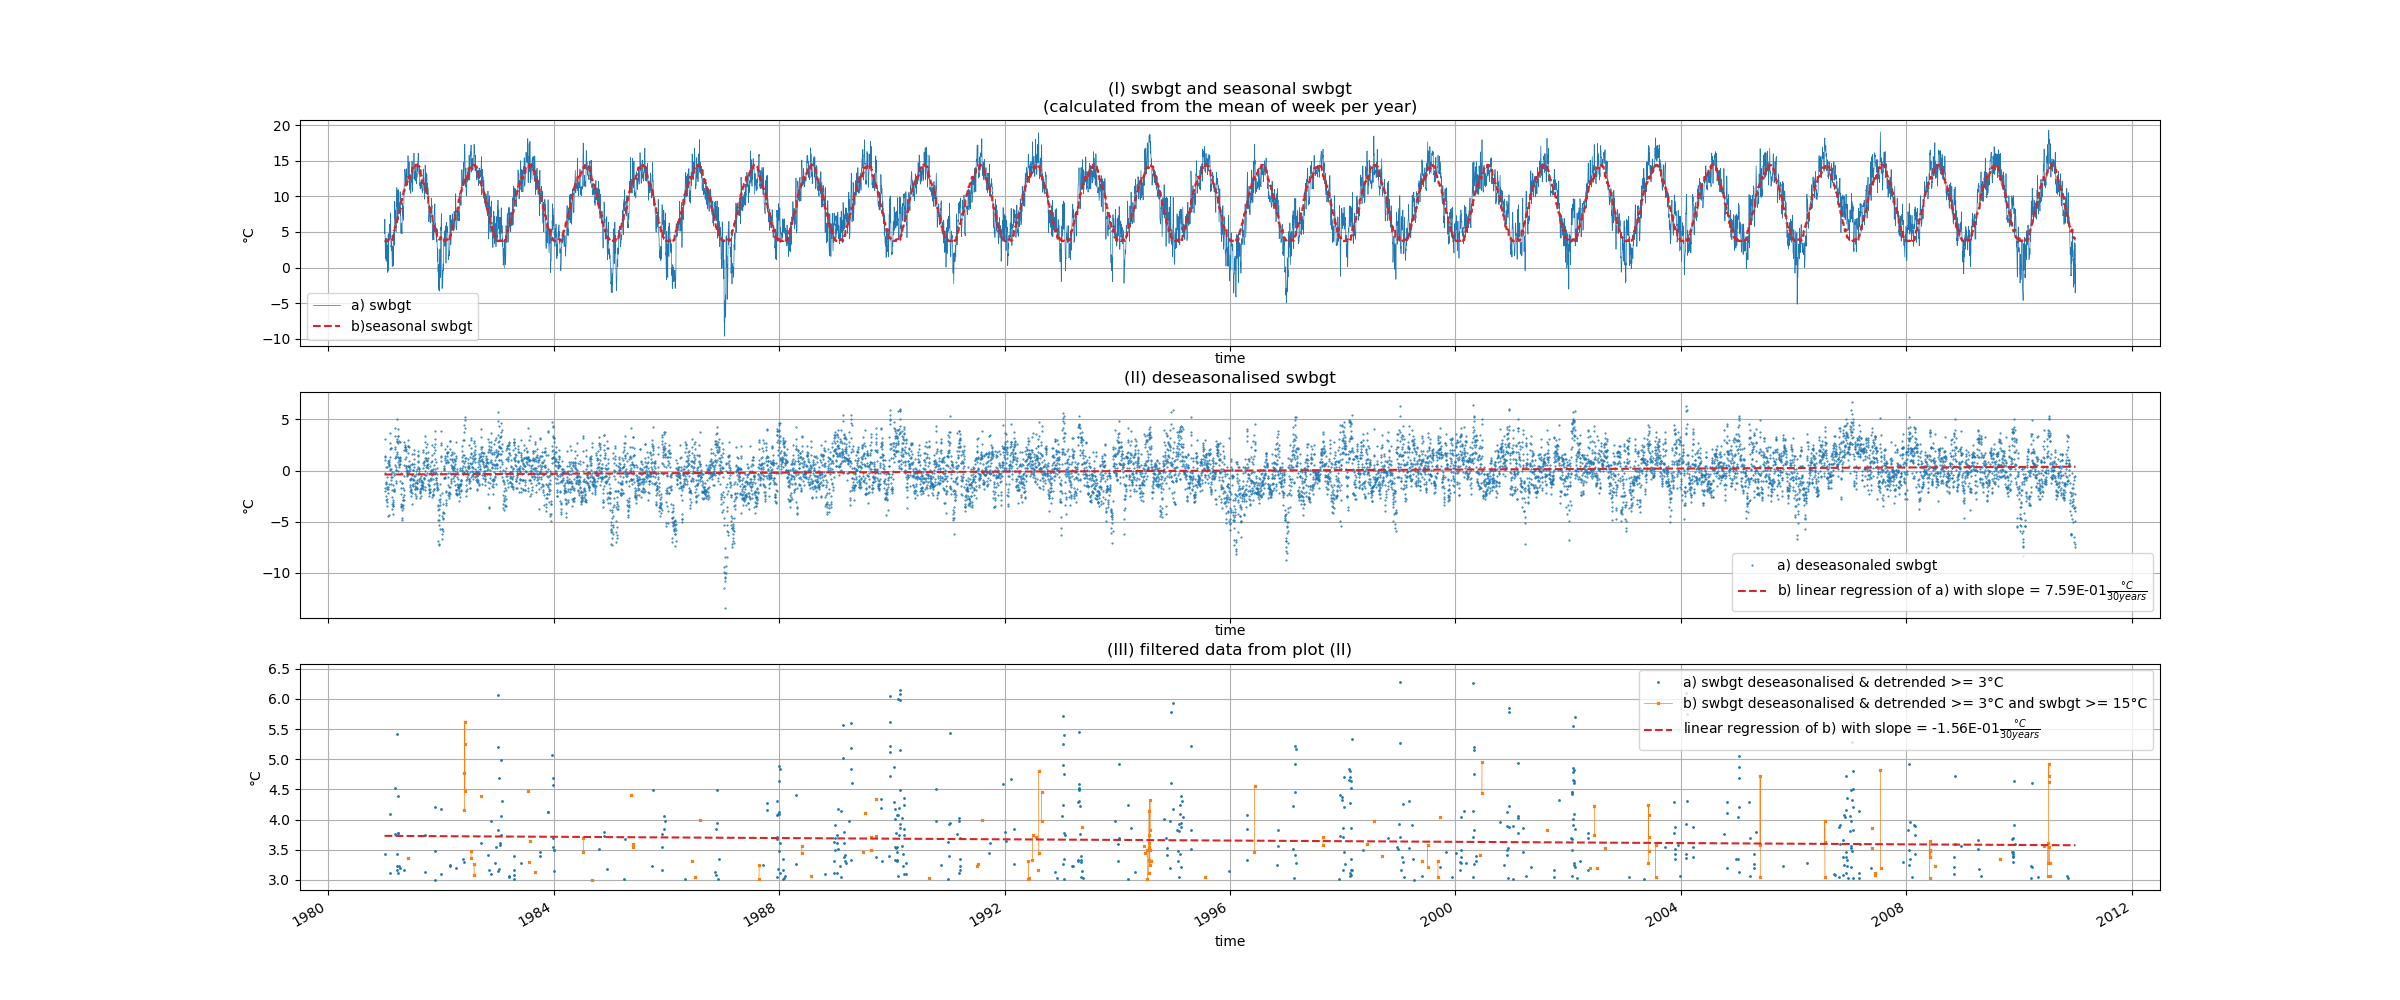 (I) swbgt and seasonal swbgt
(calculated from the mean of week per year)
20
15
10
5
0
−5
−10
°C
a) swbgt
b)seasonal swbgt
time
(II) deseasonalised swbgt
5
0
−5
−10
°C
a) deseasonaled swbgt
b) linear regression of a) with slope = 7.59E-01 °C/30years
time
(III) filtered data from plot (II)
6.5
6.0
5.5
5.0
4.5
4.0
3.5
3.0
°C
a) swbgt deseasonalised & detrended >= 3°C
b) swbgt deseasonalised & detrended >= 3°C and swbgt >= 15°C
linear regression of b) with slope = -1.56E-01 °C/30years
1980 1984 1988 1992 1996 2000 2004 2008 2012
time